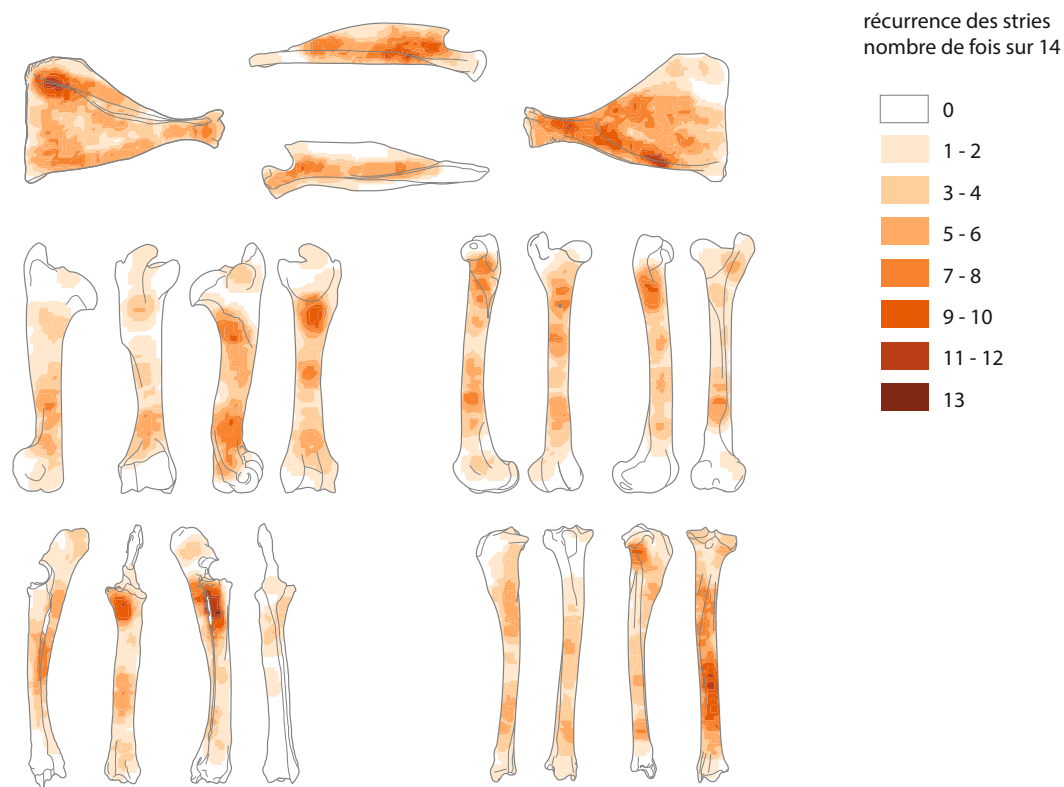 récurrence des stries
nombre de fois sur 14
0
1 - 2
3 - 4
5 - 6
7 - 8
9 - 10
11 - 12
13